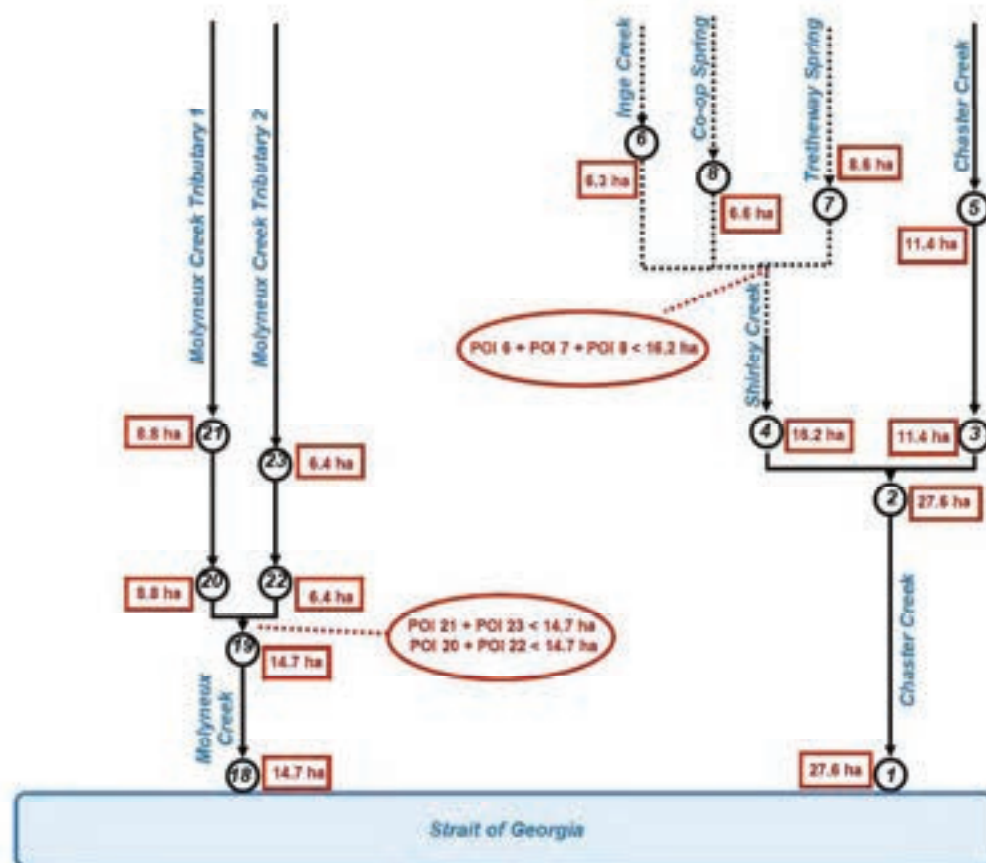 Molyneux Creek Tributary 1
Molyneux Creek Tributary 2
Inge Creek
Co-op Spring
Tretheway Spring
Chaster Creek
6
6.3 ha
8
6.6 ha
8.6 ha
7
5
11.4 ha
POI 6 + POI 7 + POI 8 < 16.2 ha
Shirley Creek
8.8 ha
21
23
6.4 ha
4
16.2 ha
11.4 ha
3
2
27.6 ha
8.8 ha
20
22
6.4 ha
POI 21 + POI 23 < 14.7 ha
POI 20 + POI 22 < 14.7 ha
19
14.7 ha
Molyneux
Creek
Chaster Creek
18
14.7 ha
27.6 ha
1
Strait of Georgia